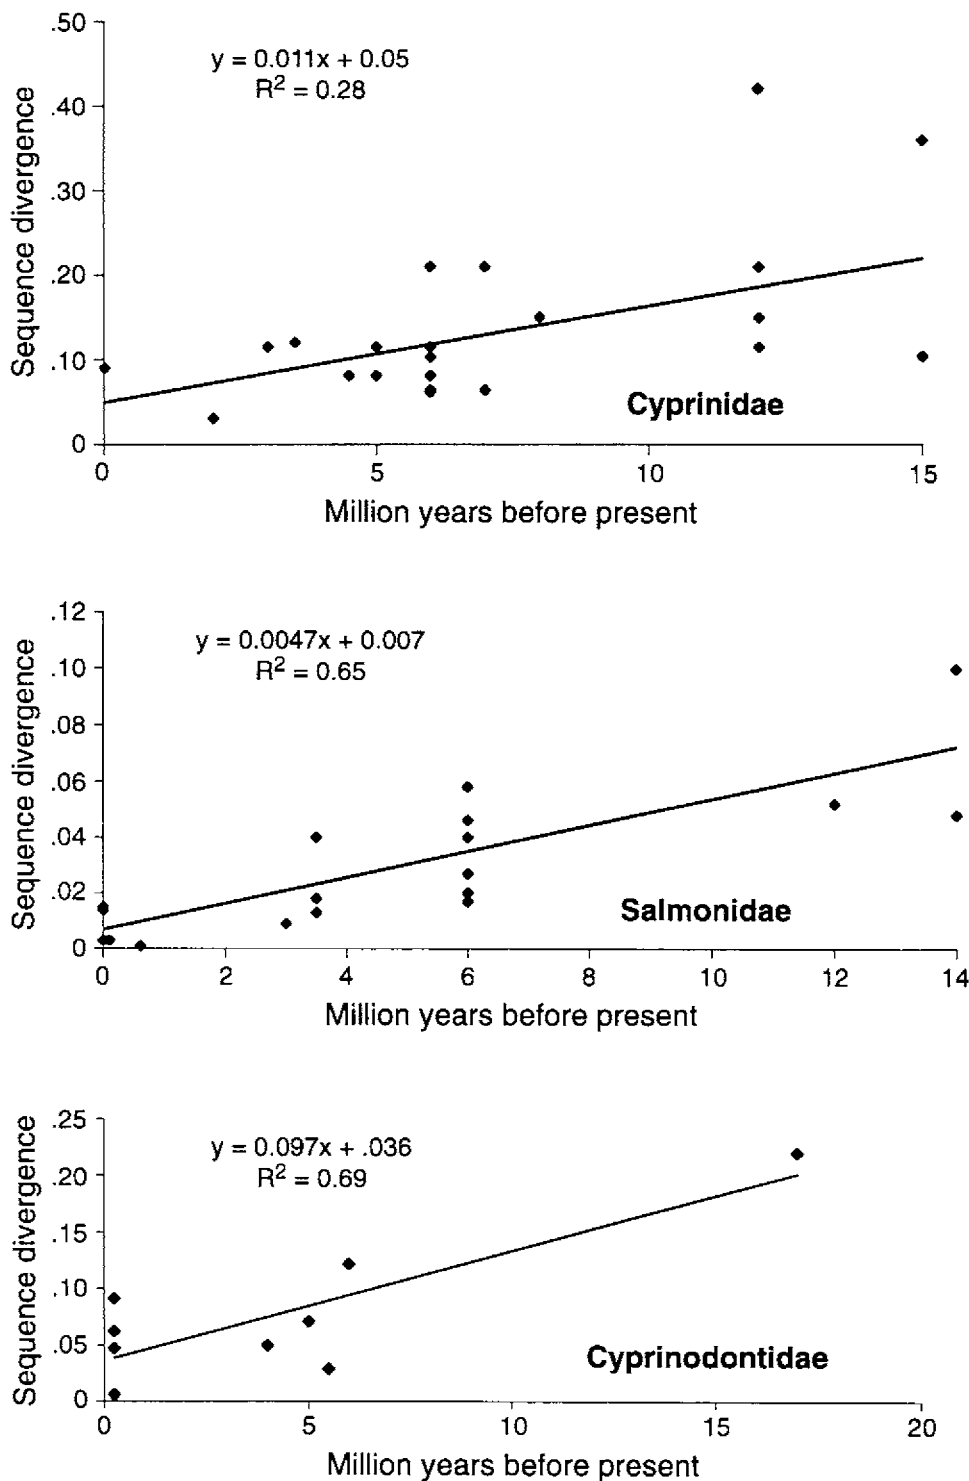 .50
y = 0.011x + 0.05
R2 = 0.28
.40
.30
.20
.10
0
Sequence divergence
Cyprinidae
0 5 10 15
Million years before present
.12
y = 0.0047x + 0.007
R2 = 0.65
.10
.08
.06
.04
.02
0
Sequence divergence
Salmonidae
0 2 4 6 8 10 12 14
Million years before present
.25
y = 0.097x + .036
R2 = 0.69
.20
.15
.10
.05
0
Sequence divergence
Cyprinodontidae
0 5 10 15 20
Million years before present